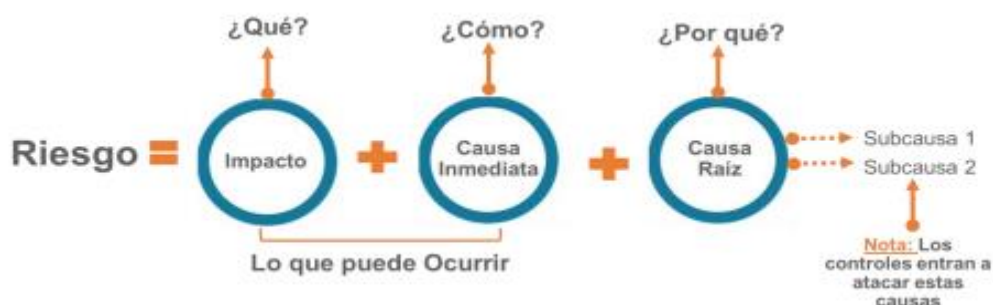 ¿Qué?
¿Cómo?
¿Por qué?
Riesgo =
Impacto
+
Causa
Inmediata
+
Causa
Raíz
Subcausa 1
Subcausa 2
Lo que puede Ocurrir
Nota: Los
controles entran a
atacar estas
causas